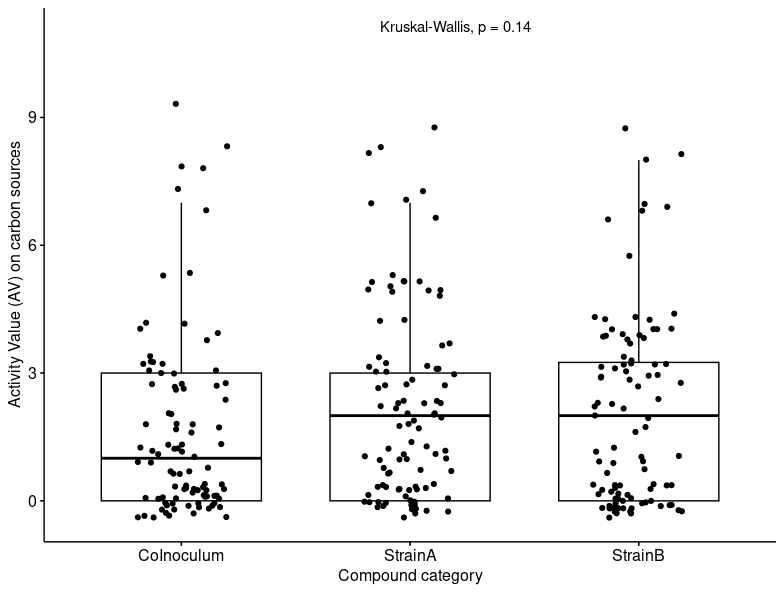 Kruskal-Wallis, p = 0.14
Activity Value (AV) on carbon sources
9
6
3
0
CoInoculum
StrainA
StrainB
Compound category